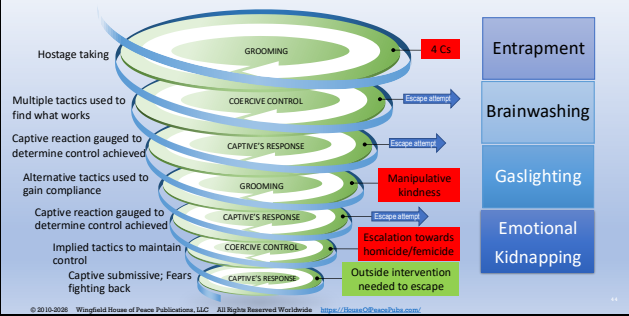 Hostage taking
GROOMING
4 Cs
Entrapment
Multiple tactics used to
find what works
COERCIVE CONTROL
Escape attempt
Brainwashing
Captive reaction gauged to
determine control achieved
CAPTIVE'S RESPONSE
Escape attempt
Alternative tactics used to
gain compliance
GROOMING
Manipulative
kindness
Gaslighting
Captive reaction gauged to
determine control achieved
CAPTIVE'S RESPONSE
Escape attempt
Emotional
Kidnapping
Implied tactics to maintain
control
COERCIVE CONTROL
Escalation towards
homicide/femicide
Captive submissive; Fears
fighting back
CAPTIVE'S RESPONSE
Outside intervention
needed to escape
© 2010-2026 Wingfield House of Peace Publications, LLC All Rights Reserved Worldwide https://HouseOfPeacePubs.com/